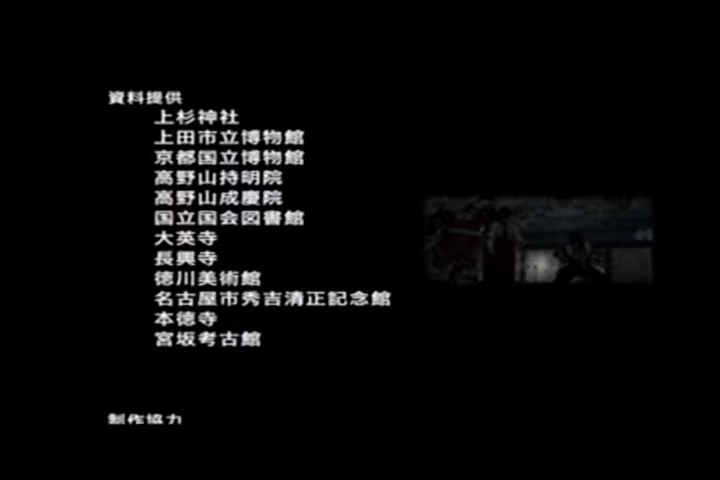 資料提供
上杉神社
上田市立博物館
京都国立博物館
高野山持明院
高野山成慶院
国立国会図書館
大英寺
長興寺
徳川美術館
名古屋市秀吉清正記念館
本徳寺
宮坂考古館
制作協力